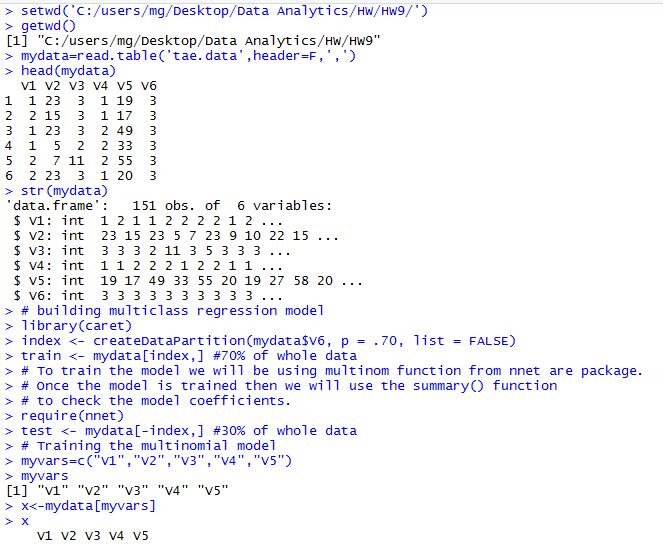 > setwd('C:/users/mg/Desktop/Data Analytics/HW/HW9/')
> getwd()
[1] "C:/users/mg/Desktop/Data Analytics/HW/HW9"
> mydata=read.table('tae.data',header=F,',')
> head(mydata)
  V1 V2 V3 V4 V5 V6
1  1 23  3  1 19  3
2  2 15  3  1 17  3
3  1 23  3  2 49  3
4  1  5  2  2 33  3
5  2  7 11  2 55  3
6  2 23  3  1 20  3
> str(mydata)
'data.frame':   151 obs. of  6 variables:
 $ V1: int  1 2 1 1 2 2 2 2 1 2 ...
 $ V2: int  23 15 23 5 7 23 9 10 22 15 ...
 $ V3: int  3 3 3 2 11 3 5 3 3 3 ...
 $ V4: int  1 1 2 2 2 1 2 2 1 1 ...
 $ V5: int  19 17 49 33 55 20 19 27 58 20 ...
 $ V6: int  3 3 3 3 3 3 3 3 3 3 ...
> # building multiclass regression model
> library(caret)
> index <- createDataPartition(mydata$V6, p = .70, list = FALSE)
> train <- mydata[index,] #70% of whole data
> # To train the model we will be using multinom function from nnet are package.
> # Once the model is trained then we will use the summary() function
> # to check the model coefficients.
> require(nnet)
> test <- mydata[-index,] #30% of whole data
> # Training the multinomial model
> myvars=c("V1","V2","V3","V4","V5")
> myvars
[1] "V1" "V2" "V3" "V4" "V5"
> x<-mydata[myvars]
> x
    V1 V2 V3 V4 V5